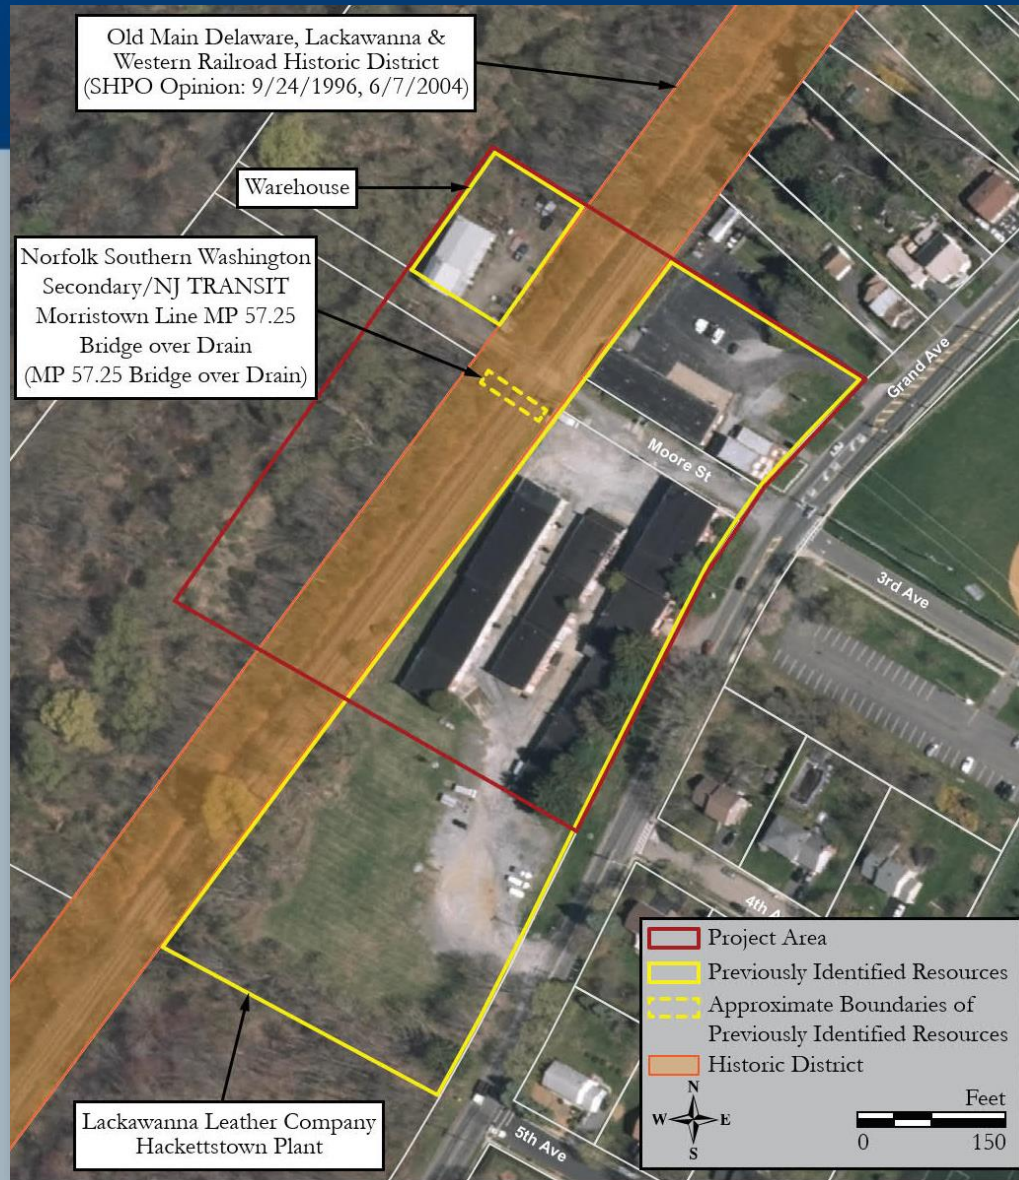 Old Main Delaware, Lackawanna &
Western Railroad Historic District
(SHPO Opinion: 9/24/1996, 6/7/2004)
Warehouse
Norfolk Southern Washington
Secondary/NJ TRANSIT
Morristown Line MP 57.25
Bridge over Drain
(MP 57.25 Bridge over Drain)
Grand Ave
Moore St
3rd Ave
4th A
5th Ave
Lackawanna Leather Company
Hackettstown Plant
Project Area
Previously Identified Resources
Approximate Boundaries of
Previously Identified Resources
Historic District
N
W E
S
Feet
0 150